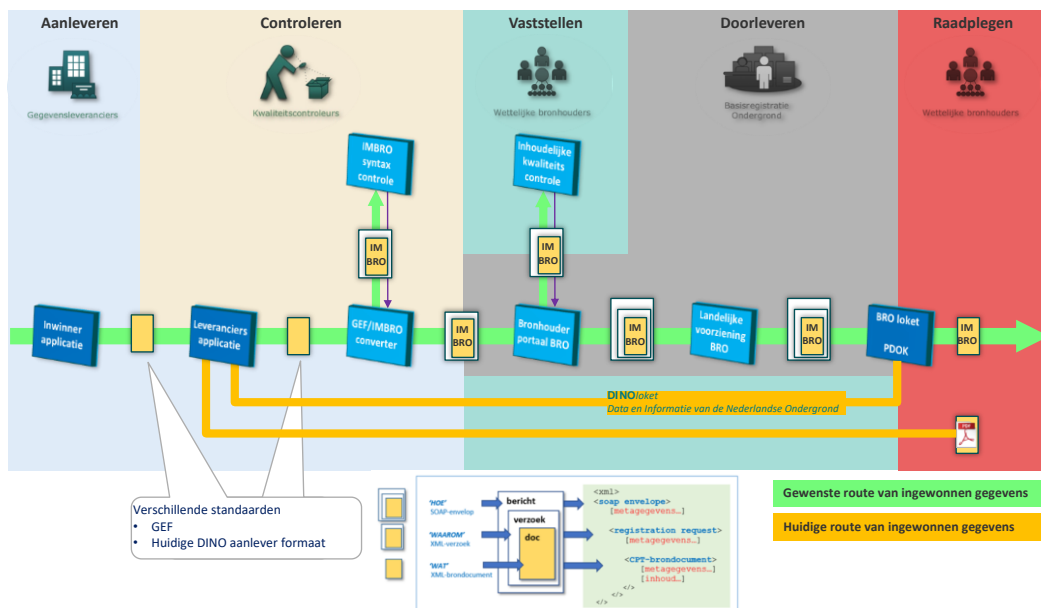 Aanleveren
Controleren
Vaststellen
Doorleveren
Raadplegen
Gegevensleveranciers
Kwaliteitscontroleurs
Wettelijke bronhouders
Basisregistratie
Ondergrond
Wettelijke bronhouders
IMBRO
syntax
controle
Inhoudelijke
kwaliteits
controle
IM
BRO
IM
BRO
Inwinner
applicatie
Leveranciers
applicatie
GEF/IMBRO
converter
IM
BRO
Bronhouder
portaal BRO
IM
BRO
Landelijke
voorziening
BRO
IM
BRO
BRO loket
PDOK
IM
BRO
DINOloket
Data en Informatie van de Nederlandse Ondergrond
PDF
Verschillende standaarden
• GEF
• Huidige DINO aanlever formaat
"HOE"
SOAP-envelop
"WAAROM"
XML-verzoek
"WAT"
XML-brondocument
bericht
verzoek
doc
<xml>
<soap envelope>
[metagegevens…]
<registration request>
[metagegevens…]
<CPT-brondocument>
[metagegevens…]
[inhoud…]
</>
</>
</>
Gewenste route van ingewonnen gegevens
Huidige route van ingewonnen gegevens